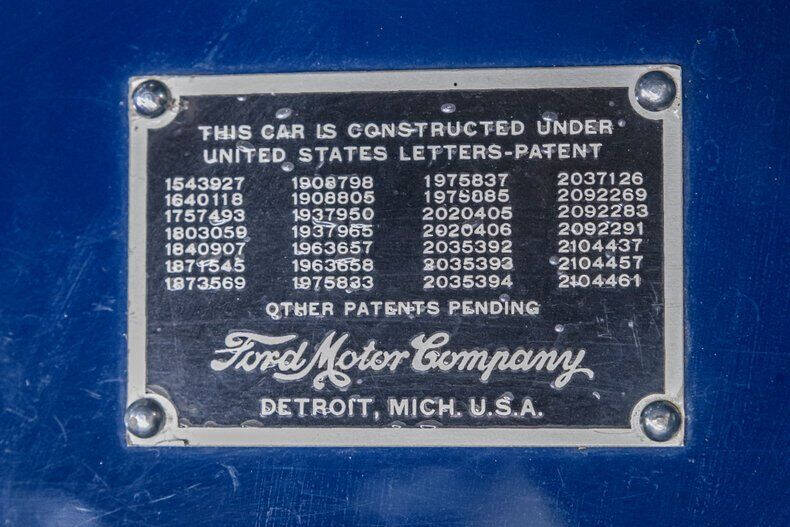 THIS CAR IS CONSTRUCTED UNDER
UNITED STATES LETTERS-PATENT
1543927 1908798 1975837 2037126
1640118 1908805 1975885 2092269
1757493 1937950 2020405 2092283
1803059 1937965 2020406 2092291
1840907 1963657 2035392 2104437
1871545 1963658 2035393 2104457
1873569 1975833 2035394 2104461
OTHER PATENTS PENDING
Ford Motor Company
DETROIT, MICH. U.S.A.